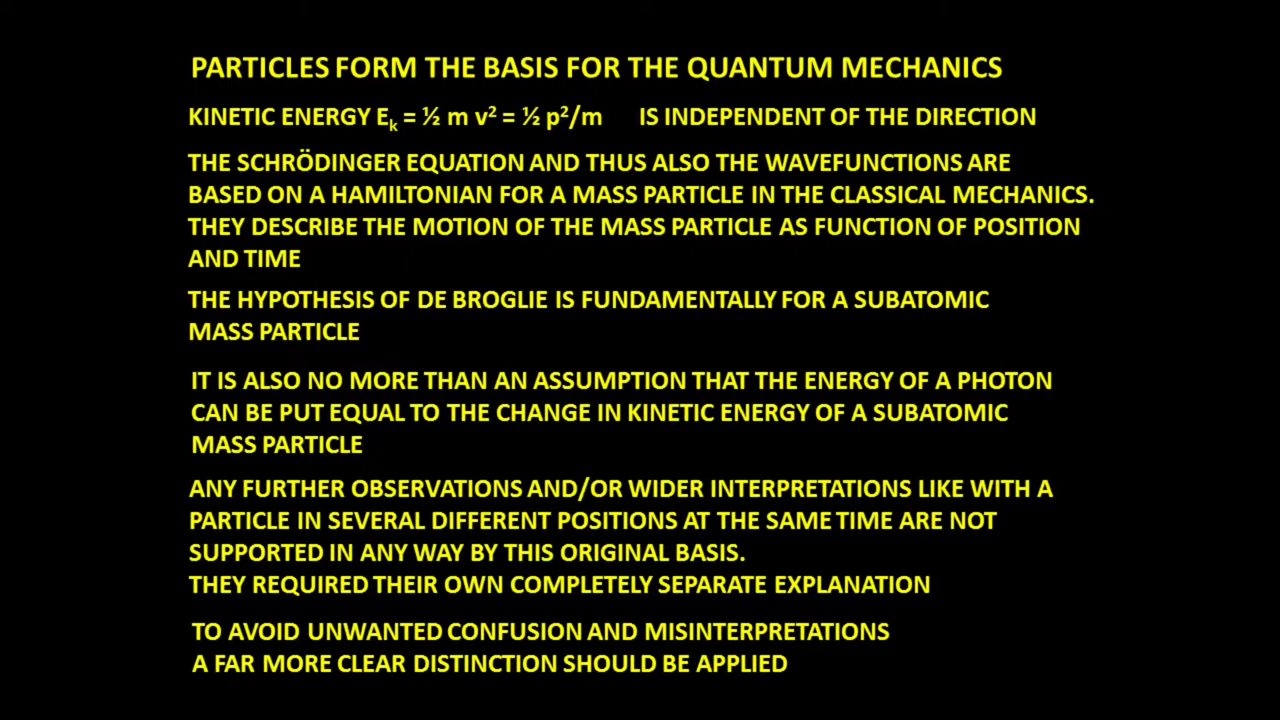 PARTICLES FORM THE BASIS FOR THE QUANTUM MECHANICS
KINETIC ENERGY Eₖ = ½ m v² = ½ p²/m IS INDEPENDENT OF THE DIRECTION
THE SCHRÖDINGER EQUATION AND THUS ALSO THE WAVEFUNCTIONS ARE
BASED ON A HAMILTONIAN FOR A MASS PARTICLE IN THE CLASSICAL MECHANICS.
THEY DESCRIBE THE MOTION OF THE MASS PARTICLE AS FUNCTION OF POSITION
AND TIME
THE HYPOTHESIS OF DE BROGLIE IS FUNDAMENTALLY FOR A SUBATOMIC
MASS PARTICLE
IT IS ALSO NO MORE THAN AN ASSUMPTION THAT THE ENERGY OF A PHOTON
CAN BE PUT EQUAL TO THE CHANGE IN KINETIC ENERGY OF A SUBATOMIC
MASS PARTICLE
ANY FURTHER OBSERVATIONS AND/OR WIDER INTERPRETATIONS LIKE WITH A
PARTICLE IN SEVERAL DIFFERENT POSITIONS AT THE SAME TIME ARE NOT
SUPPORTED IN ANY WAY BY THIS ORIGINAL BASIS.
THEY REQUIRED THEIR OWN COMPLETELY SEPARATE EXPLANATION
TO AVOID UNWANTED CONFUSION AND MISINTERPRETATIONS
A FAR MORE CLEAR DISTINCTION SHOULD BE APPLIED